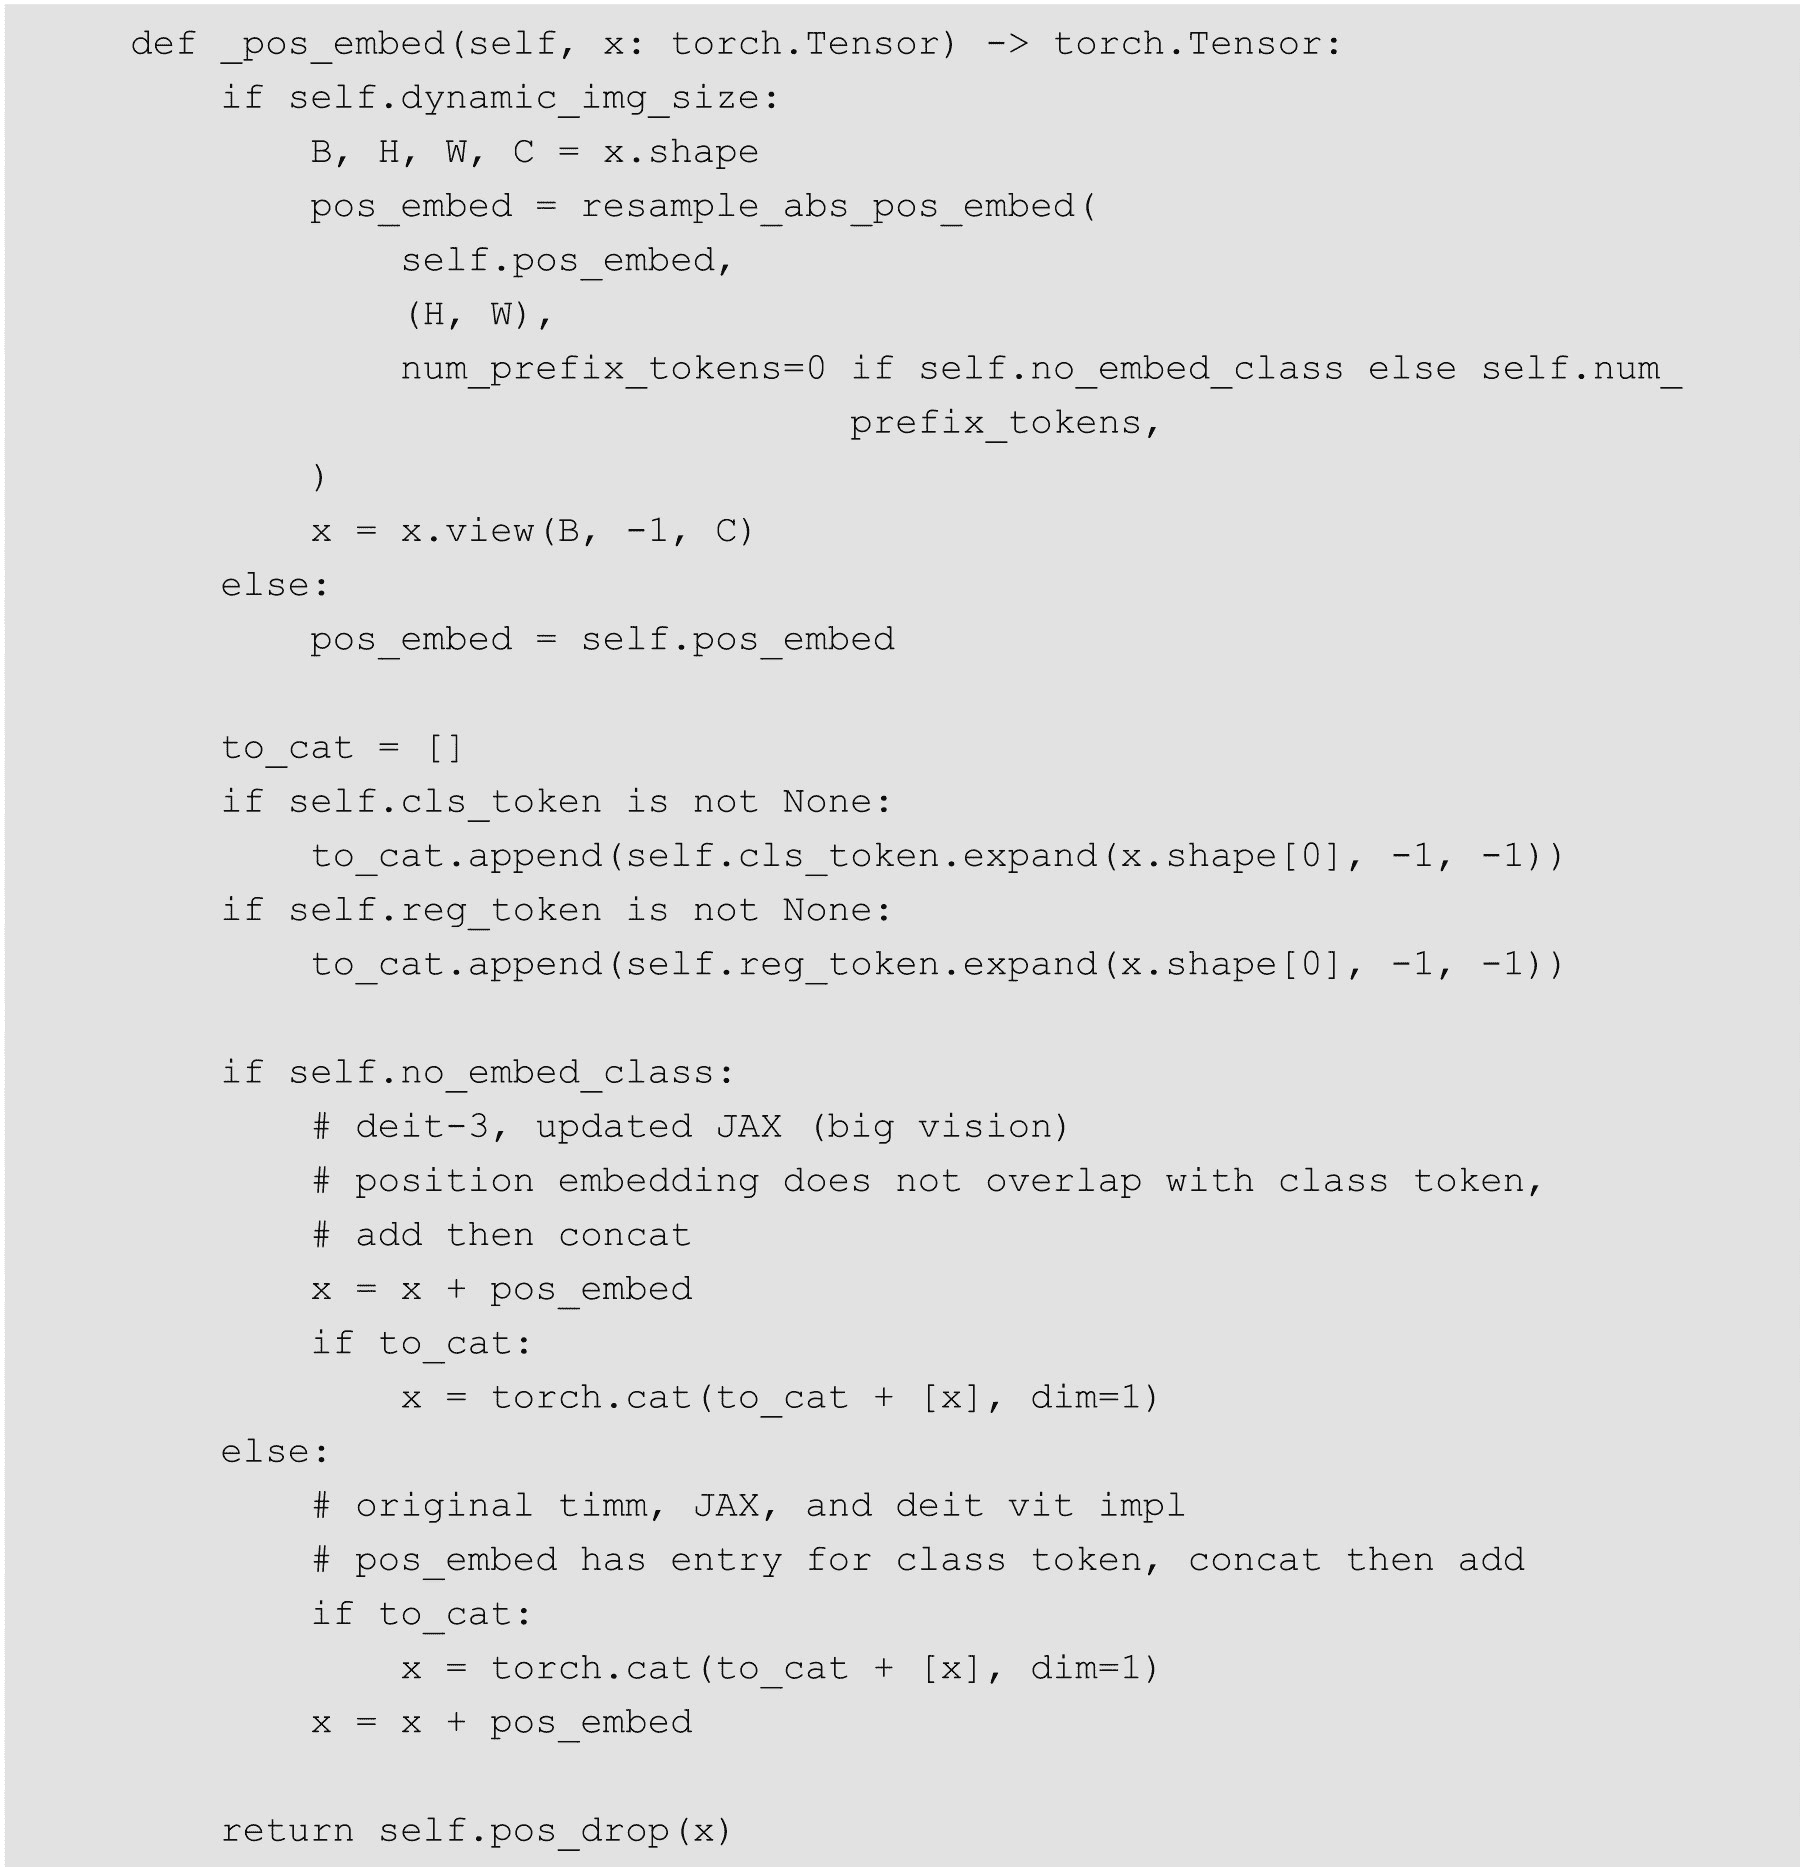 def _pos_embed(self, x: torch.Tensor) -> torch.Tensor:
    if self.dynamic_img_size:
        B, H, W, C = x.shape
        pos_embed = resample_abs_pos_embed(
            self.pos_embed,
            (H, W),
            num_prefix_tokens=0 if self.no_embed_class else self.num_
                                prefix_tokens,
        )
        x = x.view(B, -1, C)
    else:
        pos_embed = self.pos_embed

    to_cat = []
    if self.cls_token is not None:
        to_cat.append(self.cls_token.expand(x.shape[0], -1, -1))
    if self.reg_token is not None:
        to_cat.append(self.reg_token.expand(x.shape[0], -1, -1))

    if self.no_embed_class:
        # deit-3, updated JAX (big vision)
        # position embedding does not overlap with class token,
        # add then concat
        x = x + pos_embed
        if to_cat:
            x = torch.cat(to_cat + [x], dim=1)
    else:
        # original timm, JAX, and deit vit impl
        # pos_embed has entry for class token, concat then add
        if to_cat:
            x = torch.cat(to_cat + [x], dim=1)
        x = x + pos_embed

    return self.pos_drop(x)